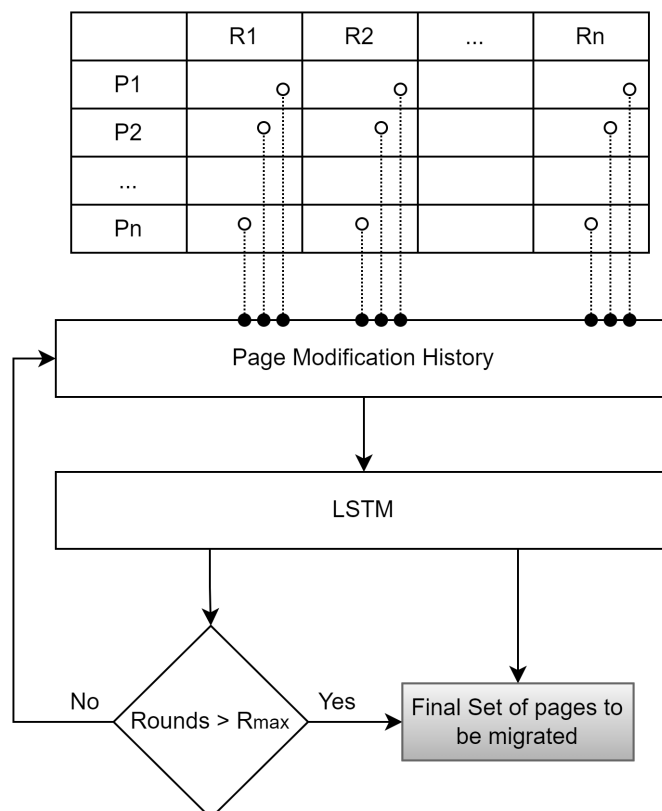 R1 R2 ... Rn
P1
P2
...
Pn
Page Modification History
LSTM
No
Rounds > Rmax
Yes
Final Set of pages to
be migrated